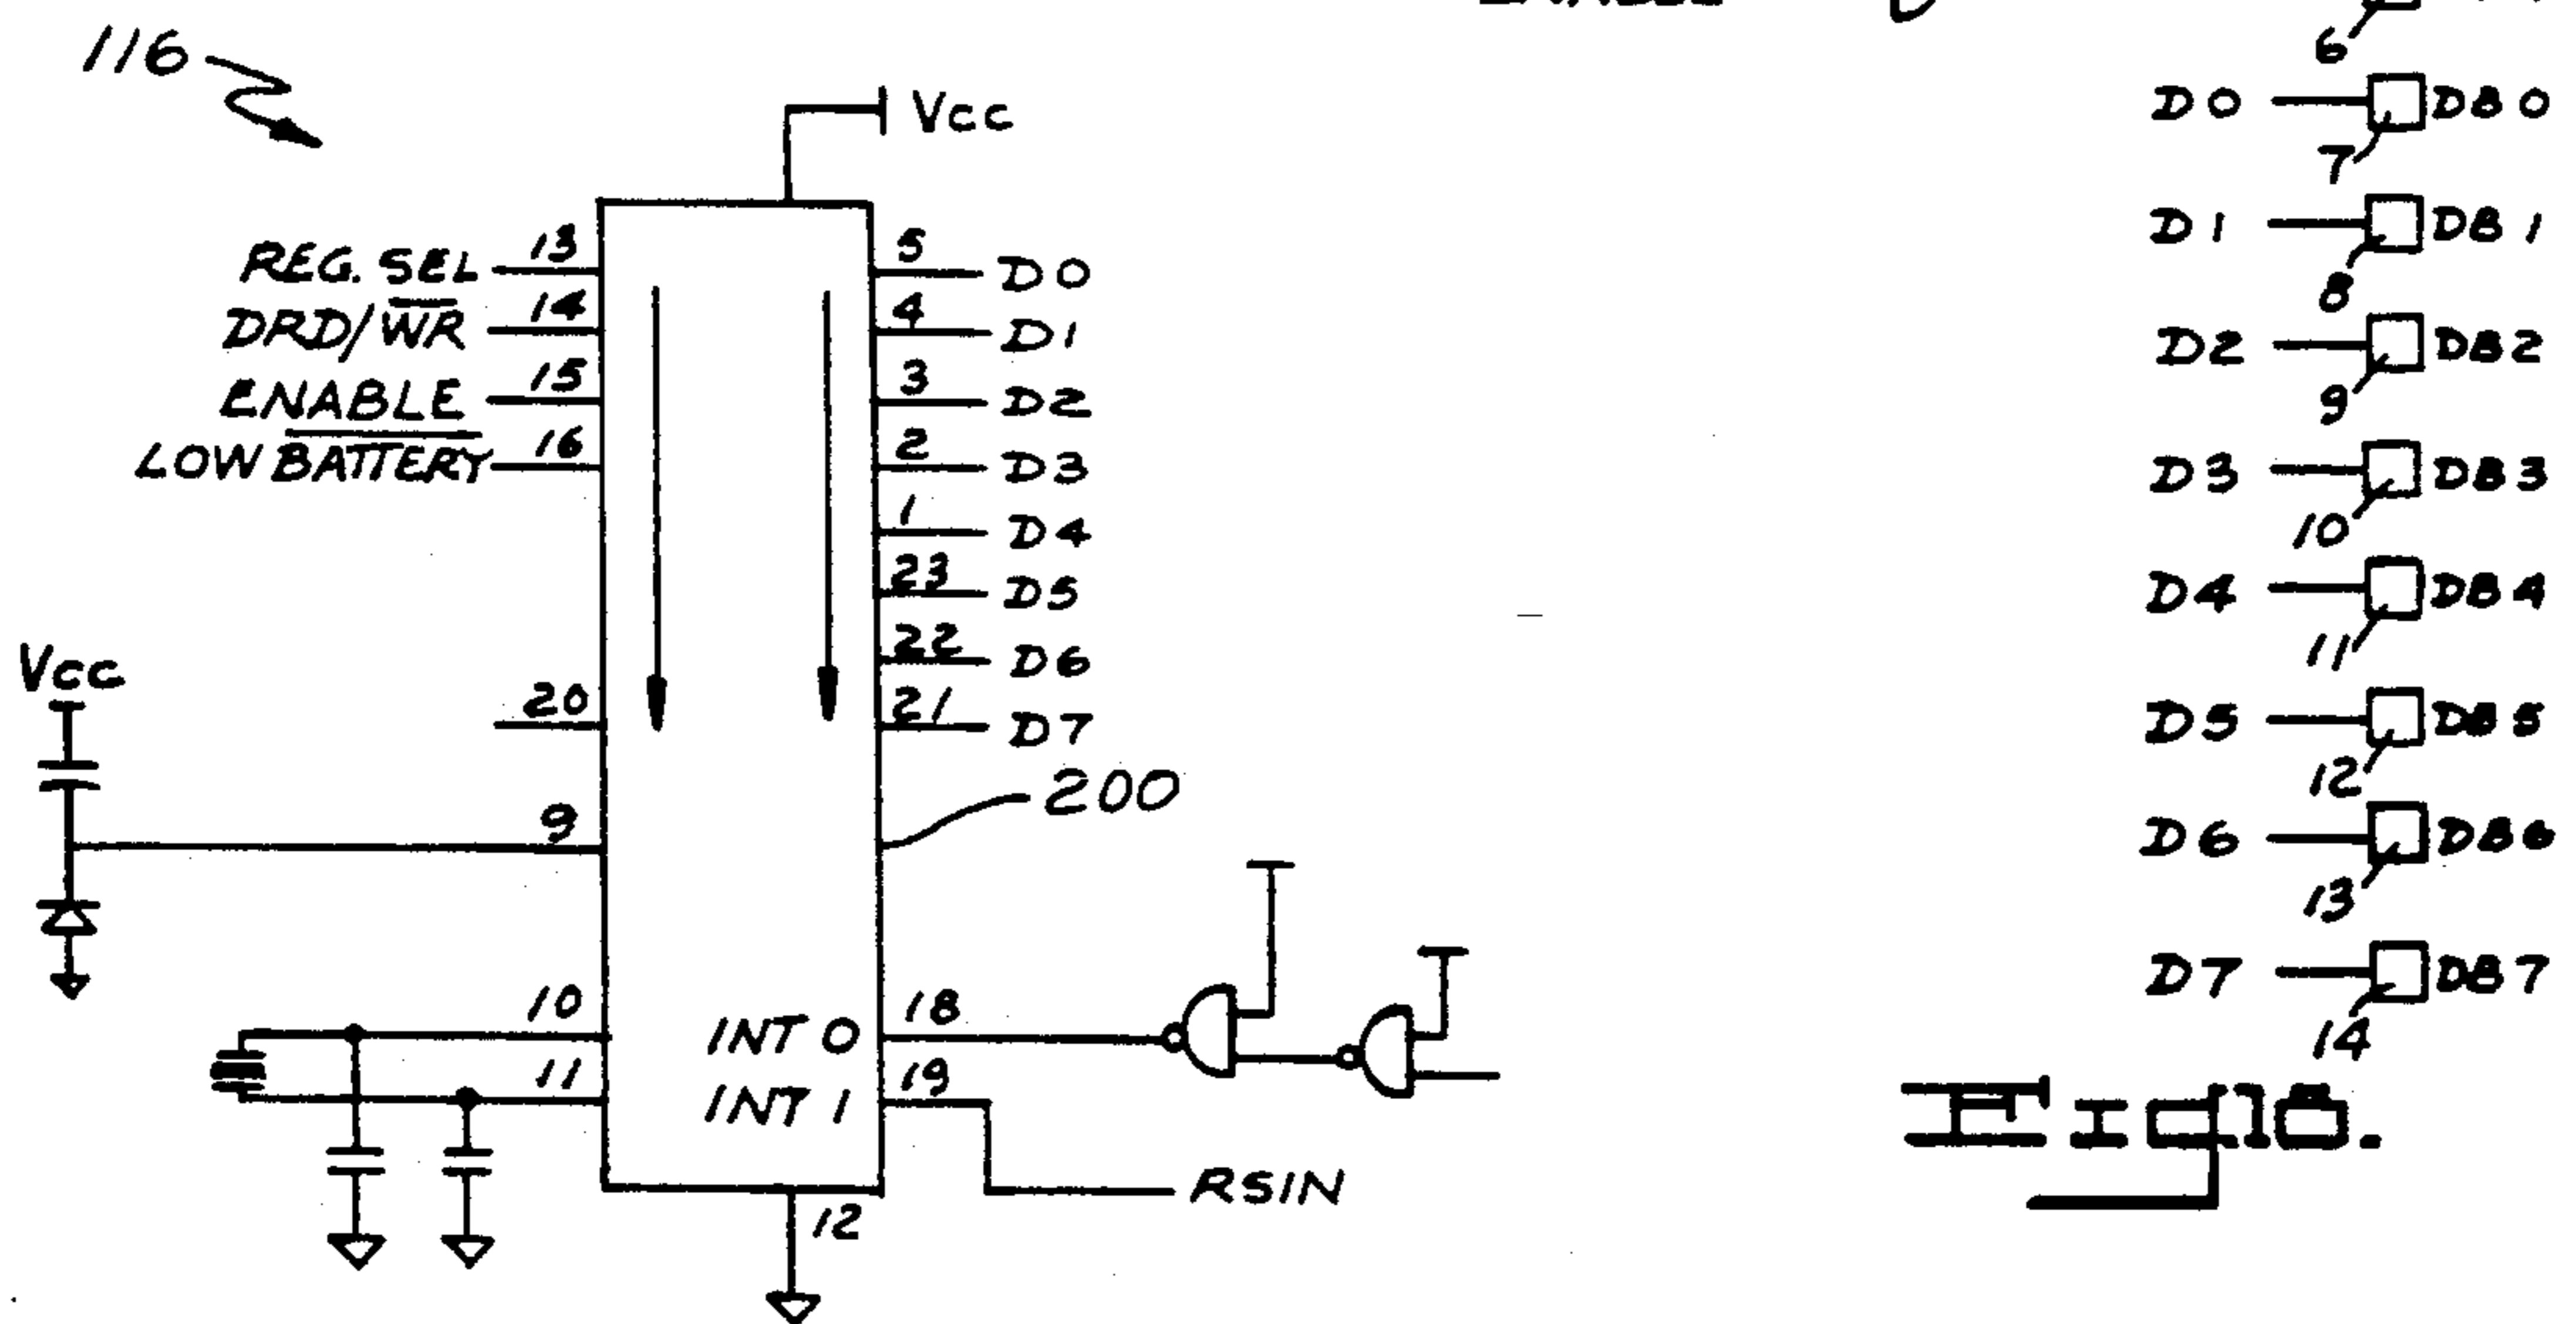 116
Vcc
REG. SEL 13
DRD/W̅R̅ 14
ENABLE 15
LOW B̅A̅T̅T̅E̅R̅Y̅ 16
5 D0
4 D1
3 D2
2 D3
1 D4
23 D5
22 D6
21 D7
Vcc
20
9
200
10
11
INT 0 18
INT 1 19
RSIN
12
6
D0 DB0
7
D1 DB1
8
D2 DB2
9
D3 DB3
10
D4 DB4
11
D5 DB5
12
D6 DB6
13
D7 DB7
14